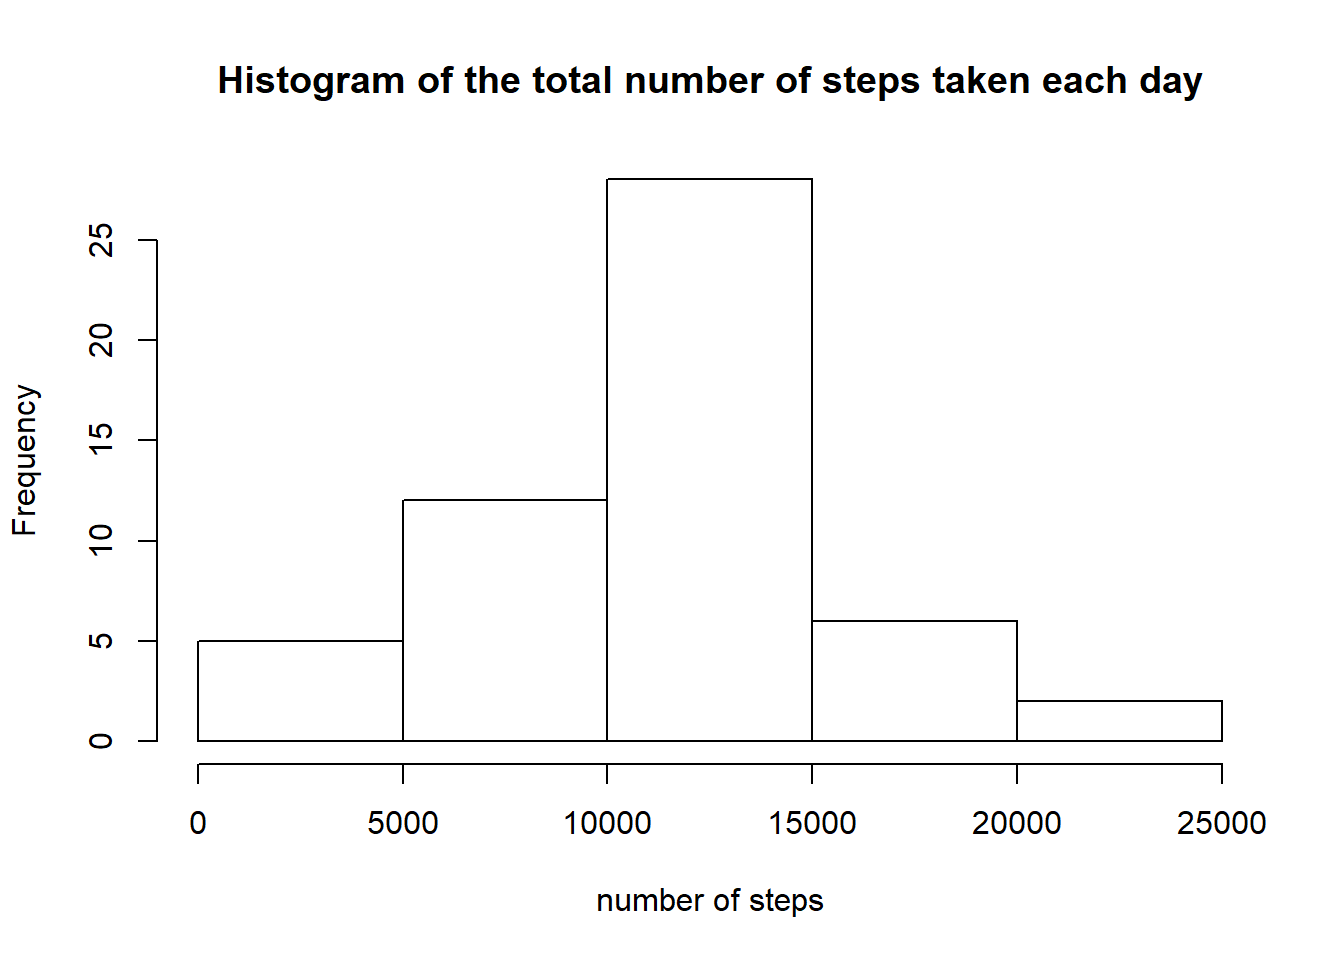 Histogram of the total number of steps taken each day
Frequency
25
20
15
10
5
0
0 5000 10000 15000 20000 25000
number of steps